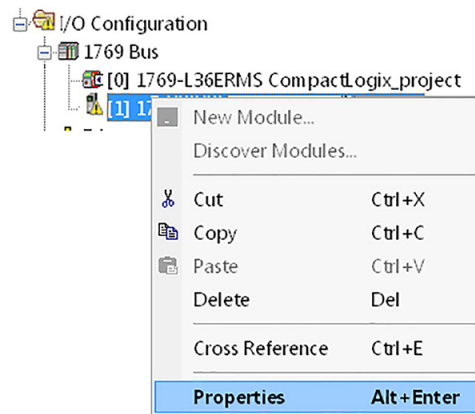 I/O Configuration
1769 Bus
[0] 1769-L36ERMS CompactLogix_project
[1]
New Module...
Discover Modules...
Cut Ctrl+X
Copy Ctrl+C
Paste Ctrl+V
Delete Del
Cross Reference Ctrl+E
Properties Alt+Enter